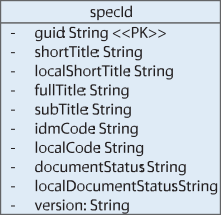 specId
- guid: String <<PK>>
- shortTitle: String
- localShortTitle: String
- fullTitle: String
- subTitle: String
- idmCode: String
- localCode: String
- documentStatus: String
- localDocumentStatus: String
- version: String